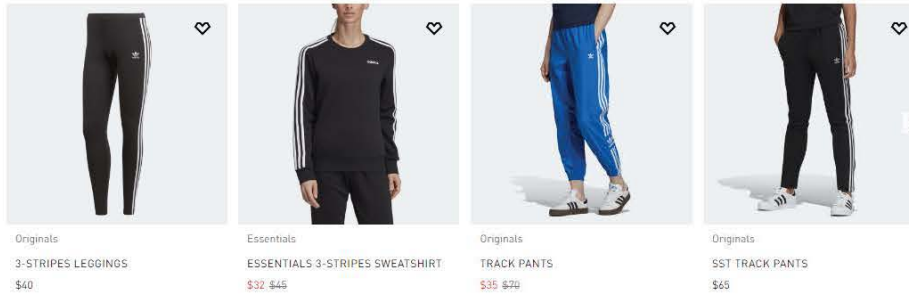 Originals
3-STRIPES LEGGINGS
$40
Essentials
ESSENTIALS 3-STRIPES SWEATSHIRT
$32 $45
Originals
TRACK PANTS
$35 $70
Originals
SST TRACK PANTS
$65